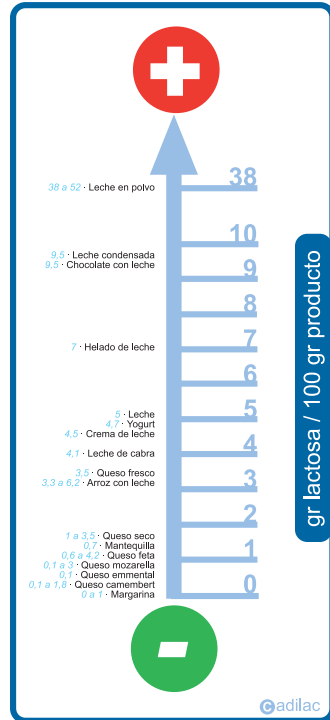 +
38
38 a 52 · Leche en polvo
10
9,5 · Leche condensada
9,5 · Chocolate con leche
9
8
7
7 · Helado de leche
6
5
5 · Leche
4,7 · Yogurt
4,5 · Crema de leche
4
4,1 · Leche de cabra
3,5 · Queso fresco
3,3 a 6,2 · Arroz con leche
3
2
1 a 3,5 · Queso seco
0,7 · Mantequilla
0,6 a 4,2 · Queso feta
1
0,1 a 3 · Queso mozarella
0,1 · Queso emmental
0,1 a 1,8 · Queso camembert
0 a 1 · Margarina
0
-
gr lactosa / 100 gr producto
©adilac